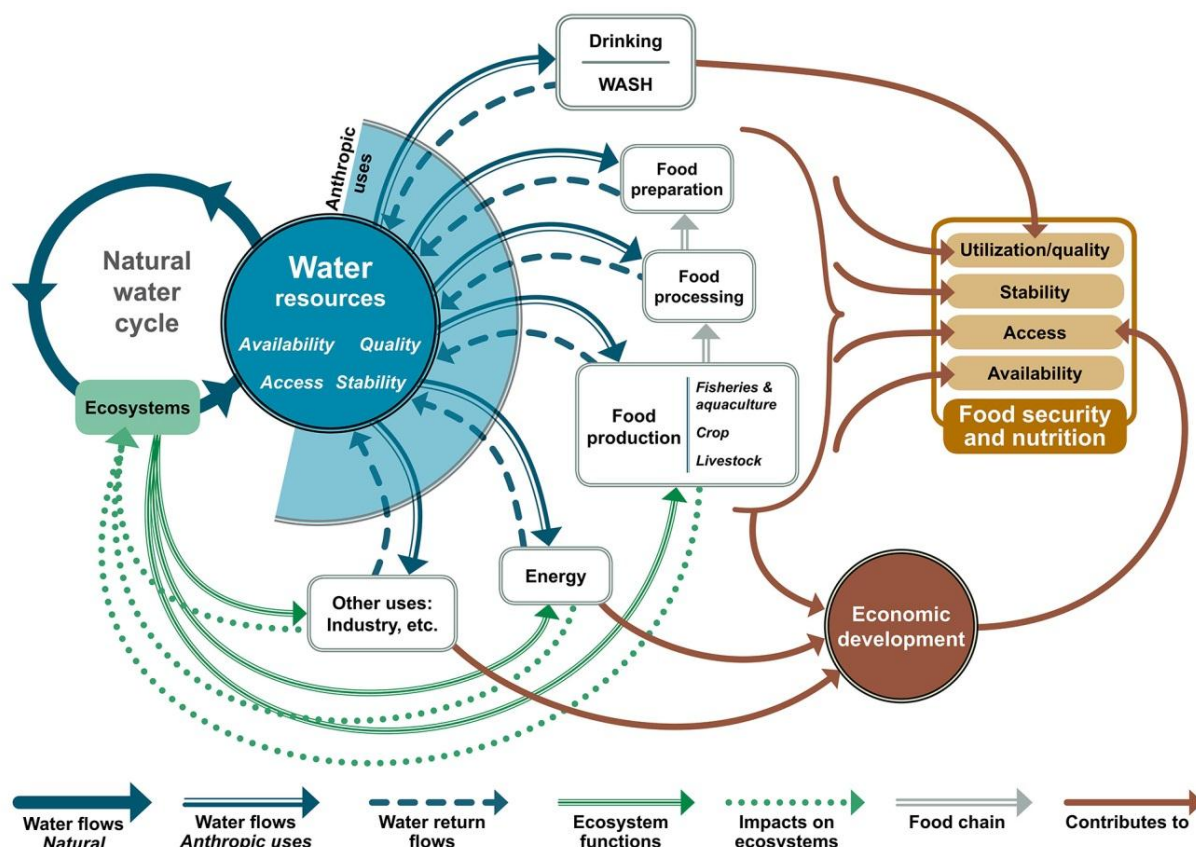 Drinking
WASH
Anthropic
uses
Food
preparation
Natural
water
cycle
Water
resources
Availability Quality
Access Stability
Food
processing
Utilization/quality
Stability
Access
Availability
Food security
and nutrition
Ecosystems
Food
production
Fisheries &
aquaculture
Crop
Livestock
Energy
Other uses:
Industry, etc.
Economic
development
Water flows
Natural
Water flows
Anthropic uses
Water return
flows
Ecosystem
functions
Impacts on
ecosystems
Food chain
Contributes to